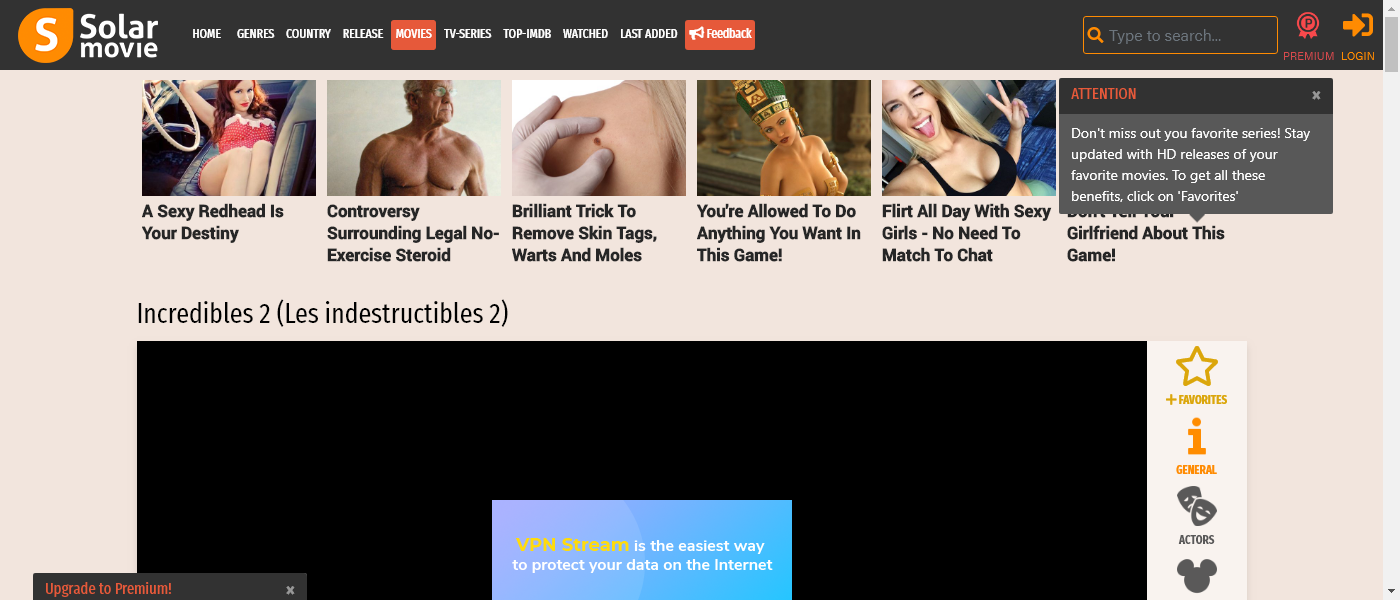 Solar
movie
HOME GENRES COUNTRY RELEASE MOVIES TV-SERIES TOP-IMDB WATCHED LAST ADDED Feedback
Type to search...
PREMIUM LOGIN
ATTENTION
Don't miss out you favorite series! Stay
updated with HD releases of your
favorite movies. To get all these
benefits, click on 'Favorites'
A Sexy Redhead Is
Your Destiny
Controversy
Surrounding Legal No-
Exercise Steroid
Brilliant Trick To
Remove Skin Tags,
Warts And Moles
You're Allowed To Do
Anything You Want In
This Game!
Flirt All Day With Sexy
Girls - No Need To
Match To Chat
Don't Tell Your
Girlfriend About This
Game!
Incredibles 2 (Les indestructibles 2)
+ FAVORITES
GENERAL
ACTORS
VPN Stream is the easiest way
to protect your data on the Internet
Upgrade to Premium!